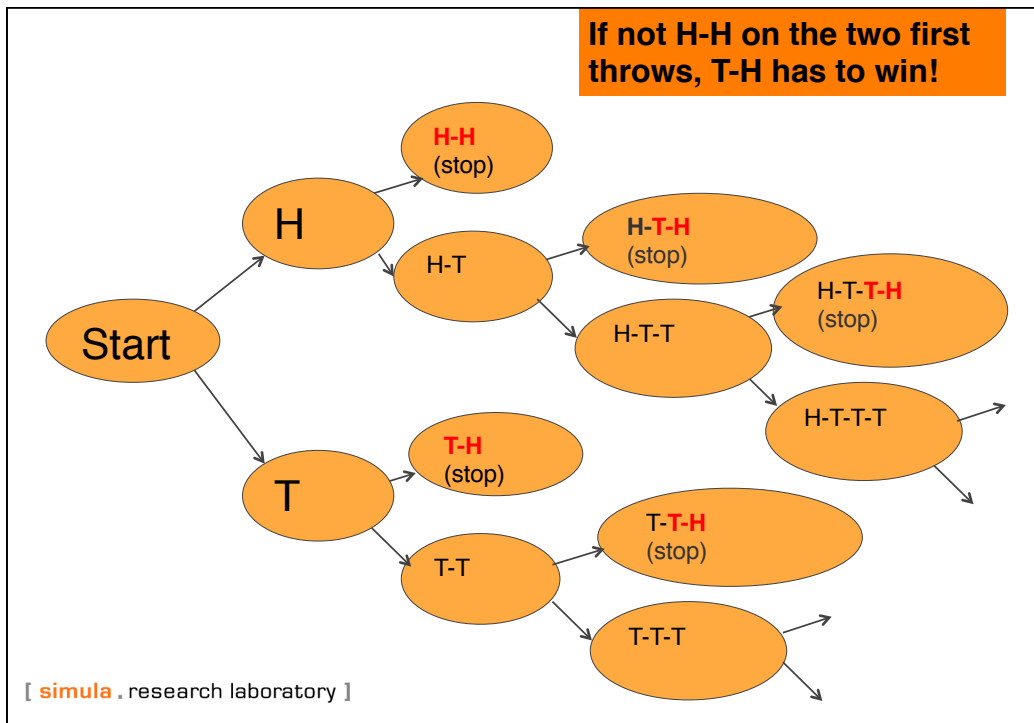 If not H-H on the two first
throws, T-H has to win!
H-H
(stop)
H
H-T-H
(stop)
H-T
H-T-T-H
(stop)
Start
H-T-T
H-T-T-T
T-H
(stop)
T
T-T-H
(stop)
T-T
T-T-T
[ simula . research laboratory ]